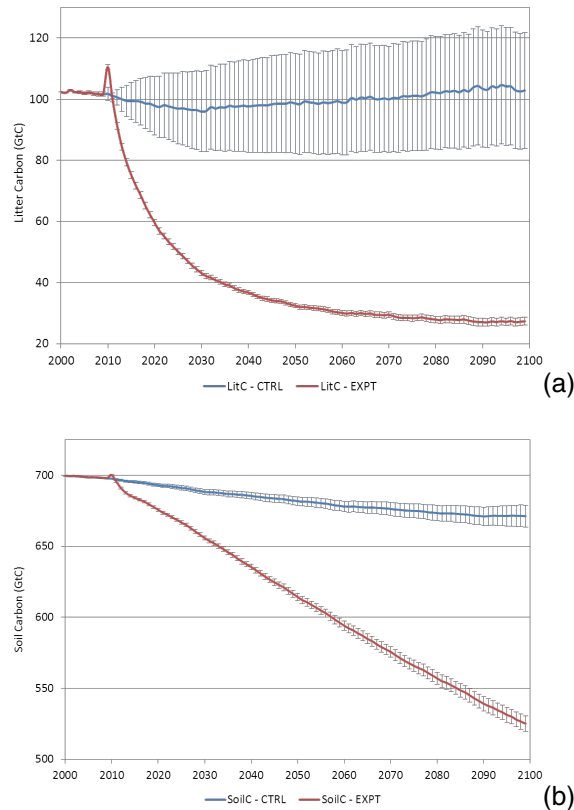 120
100
80
60
40
20
Litter Carbon (GtC)
2000 2010 2020 2030 2040 2050 2060 2070 2080 2090 2100
LitC - CTRL LitC - EXPT
(a)
700
650
600
550
500
Soil Carbon (GtC)
2000 2010 2020 2030 2040 2050 2060 2070 2080 2090 2100
SoilC - CTRL SoilC - EXPT
(b)